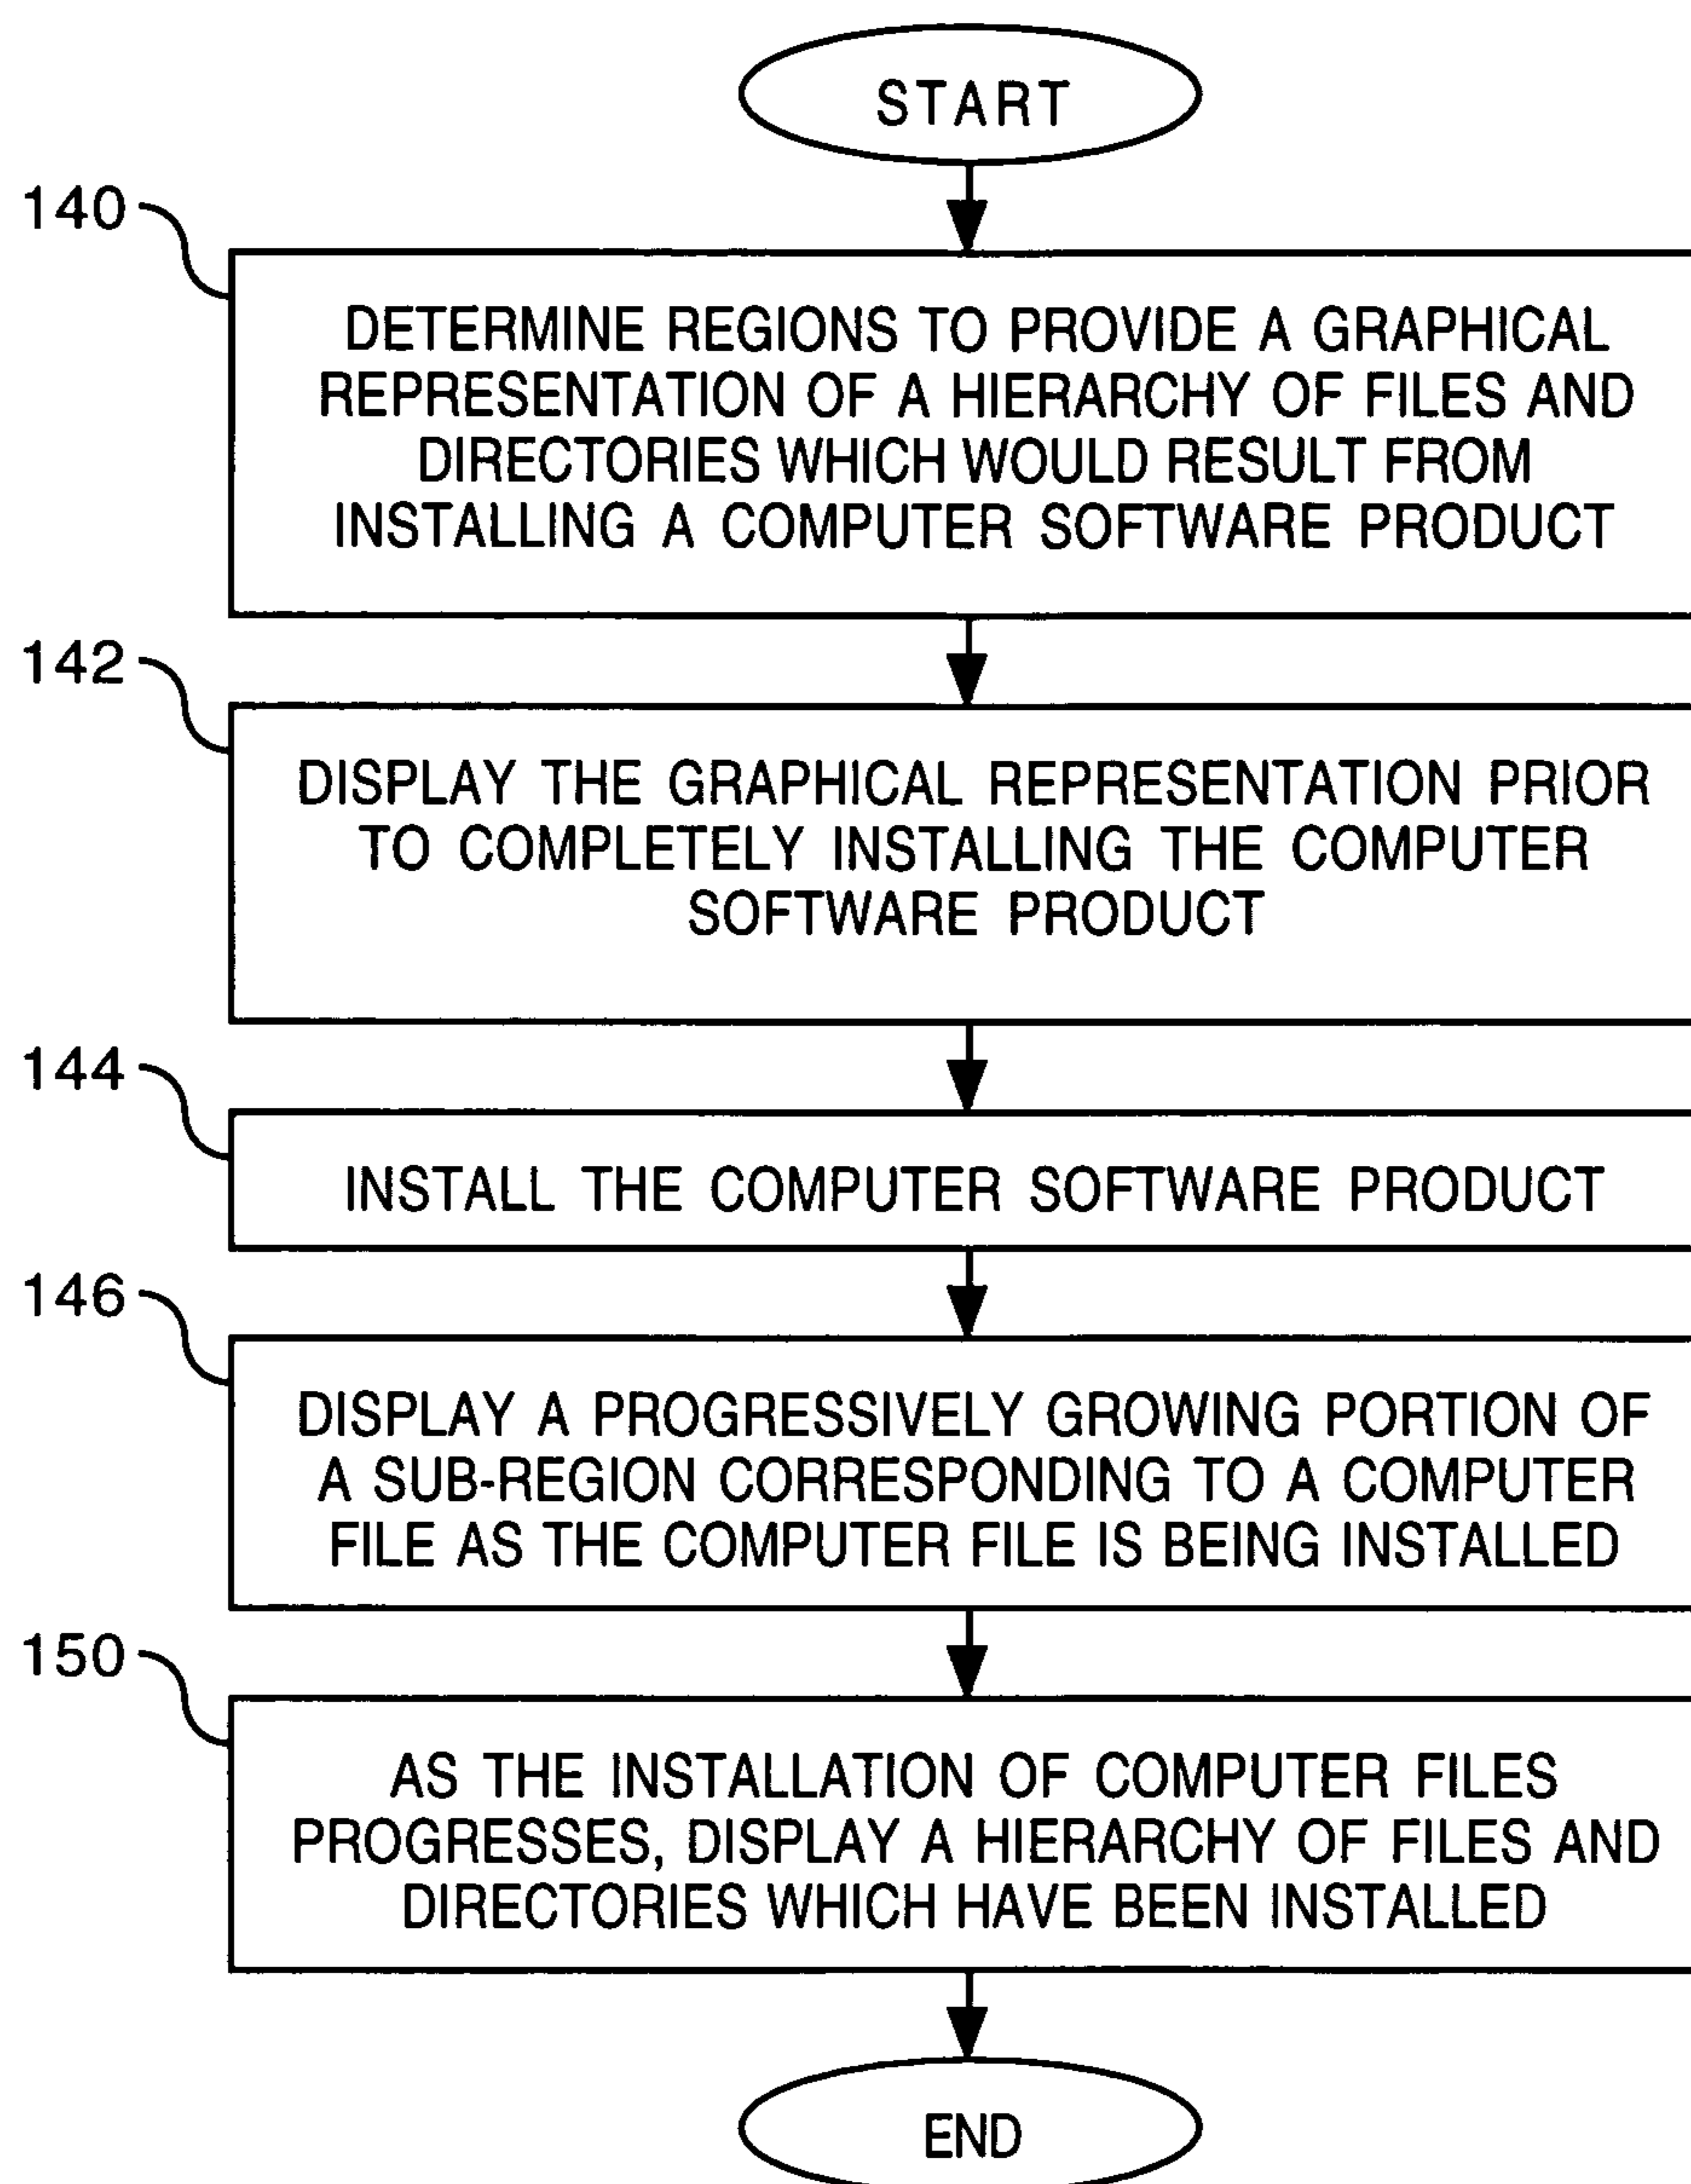 START
140
DETERMINE REGIONS TO PROVIDE A GRAPHICAL
REPRESENTATION OF A HIERARCHY OF FILES AND
DIRECTORIES WHICH WOULD RESULT FROM
INSTALLING A COMPUTER SOFTWARE PRODUCT
142
DISPLAY THE GRAPHICAL REPRESENTATION PRIOR
TO COMPLETELY INSTALLING THE COMPUTER
SOFTWARE PRODUCT
144
INSTALL THE COMPUTER SOFTWARE PRODUCT
146
DISPLAY A PROGRESSIVELY GROWING PORTION OF
A SUB-REGION CORRESPONDING TO A COMPUTER
FILE AS THE COMPUTER FILE IS BEING INSTALLED
150
AS THE INSTALLATION OF COMPUTER FILES
PROGRESSES, DISPLAY A HIERARCHY OF FILES AND
DIRECTORIES WHICH HAVE BEEN INSTALLED
END